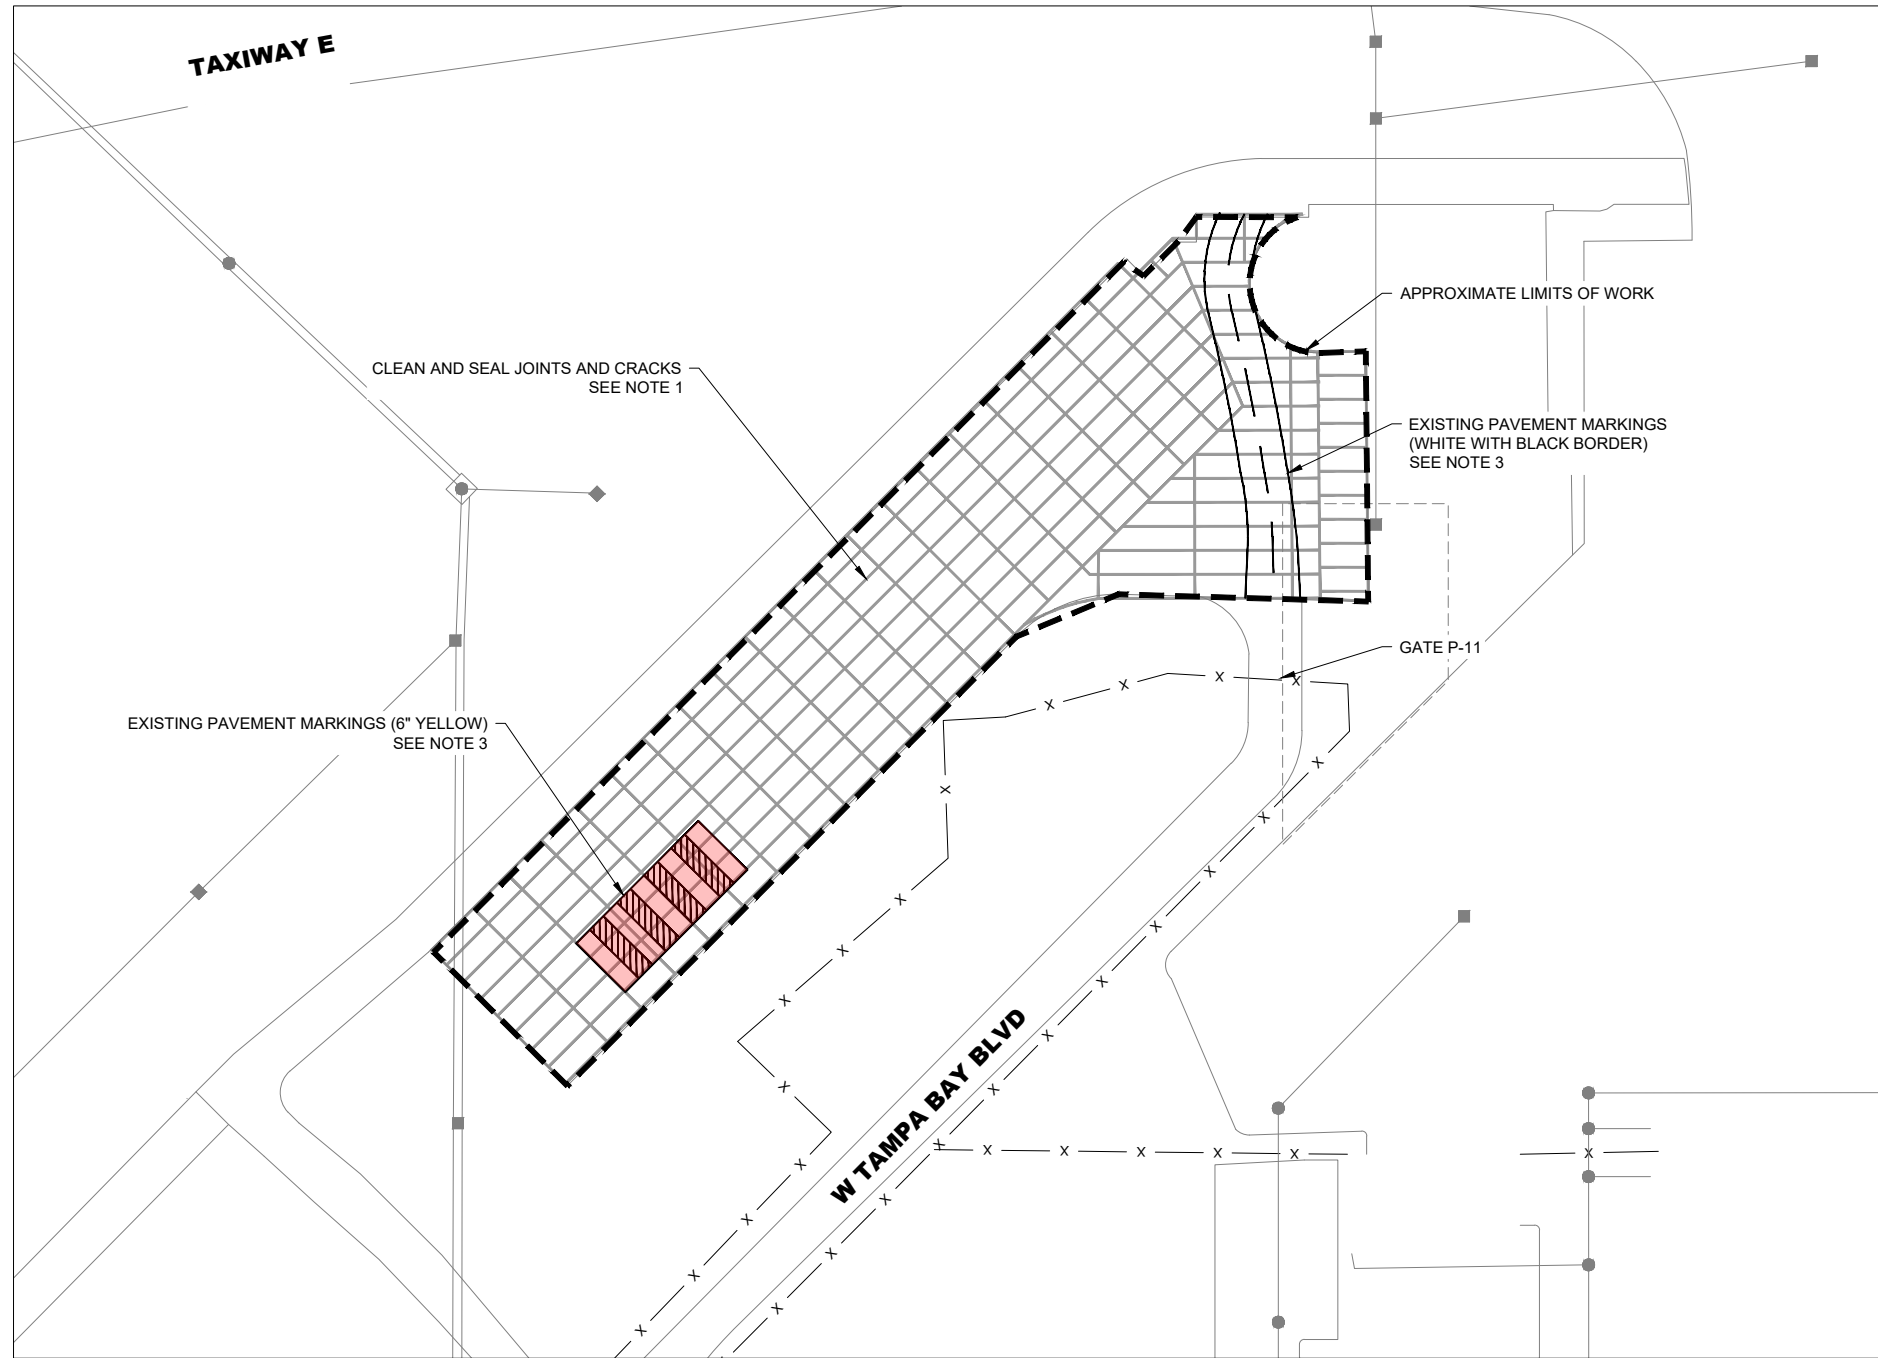 TAXIWAY E
APPROXIMATE LIMITS OF WORK
CLEAN AND SEAL JOINTS AND CRACKS
SEE NOTE 1
EXISTING PAVEMENT MARKINGS
(WHITE WITH BLACK BORDER)
SEE NOTE 3
GATE P-11
EXISTING PAVEMENT MARKINGS (6" YELLOW)
SEE NOTE 3
W TAMPA BAY BLVD